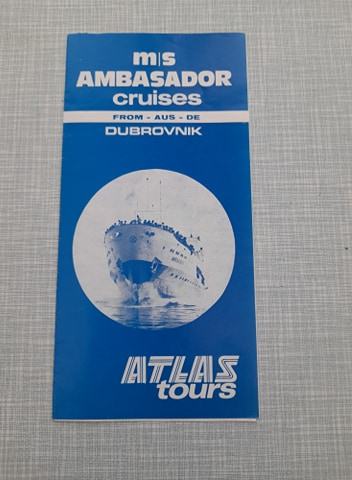 m|s
AMBASADOR
cruises
FROM - AUS - DE
DUBROVNIK
ATLAS
tours